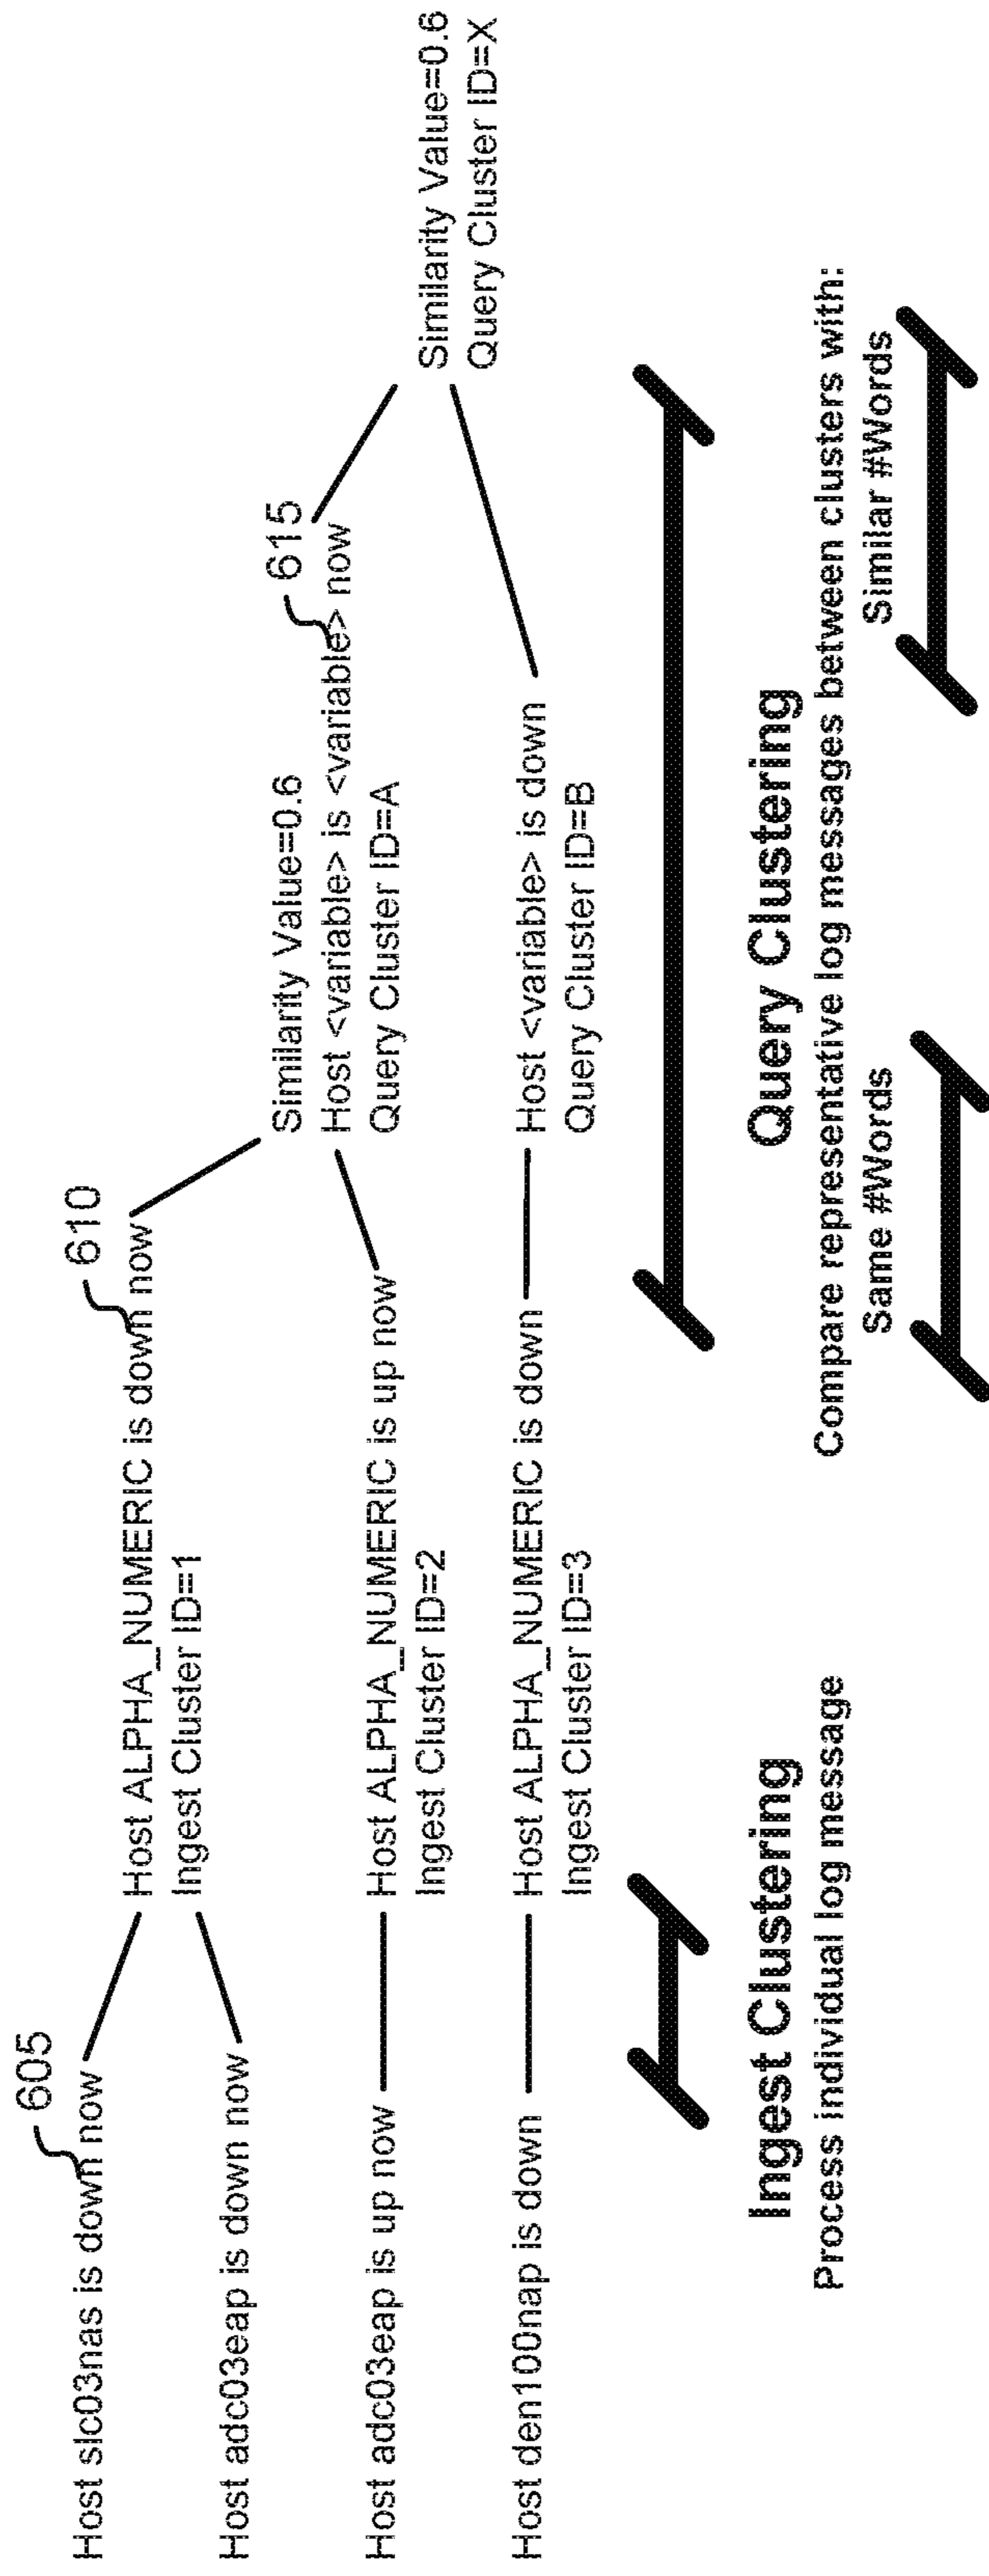 605
Host slc03nas is down now
Host adc03eap is down now
Host adc03eap is up now
Host den100nap is down
610
Host ALPHA_NUMERIC is down now
Ingest Cluster ID=1
Host ALPHA_NUMERIC is up now
Ingest Cluster ID=2
Host ALPHA_NUMERIC is down
Ingest Cluster ID=3
615
Similarity Value=0.6
Host <variable> is <variable> now
Query Cluster ID=A
Host <variable> is down
Query Cluster ID=B
Similarity Value=0.6
Query Cluster ID=X
Ingest Clustering
Process individual log message
Query Clustering
Compare representative log messages between clusters with:
Same #Words
Similar #Words